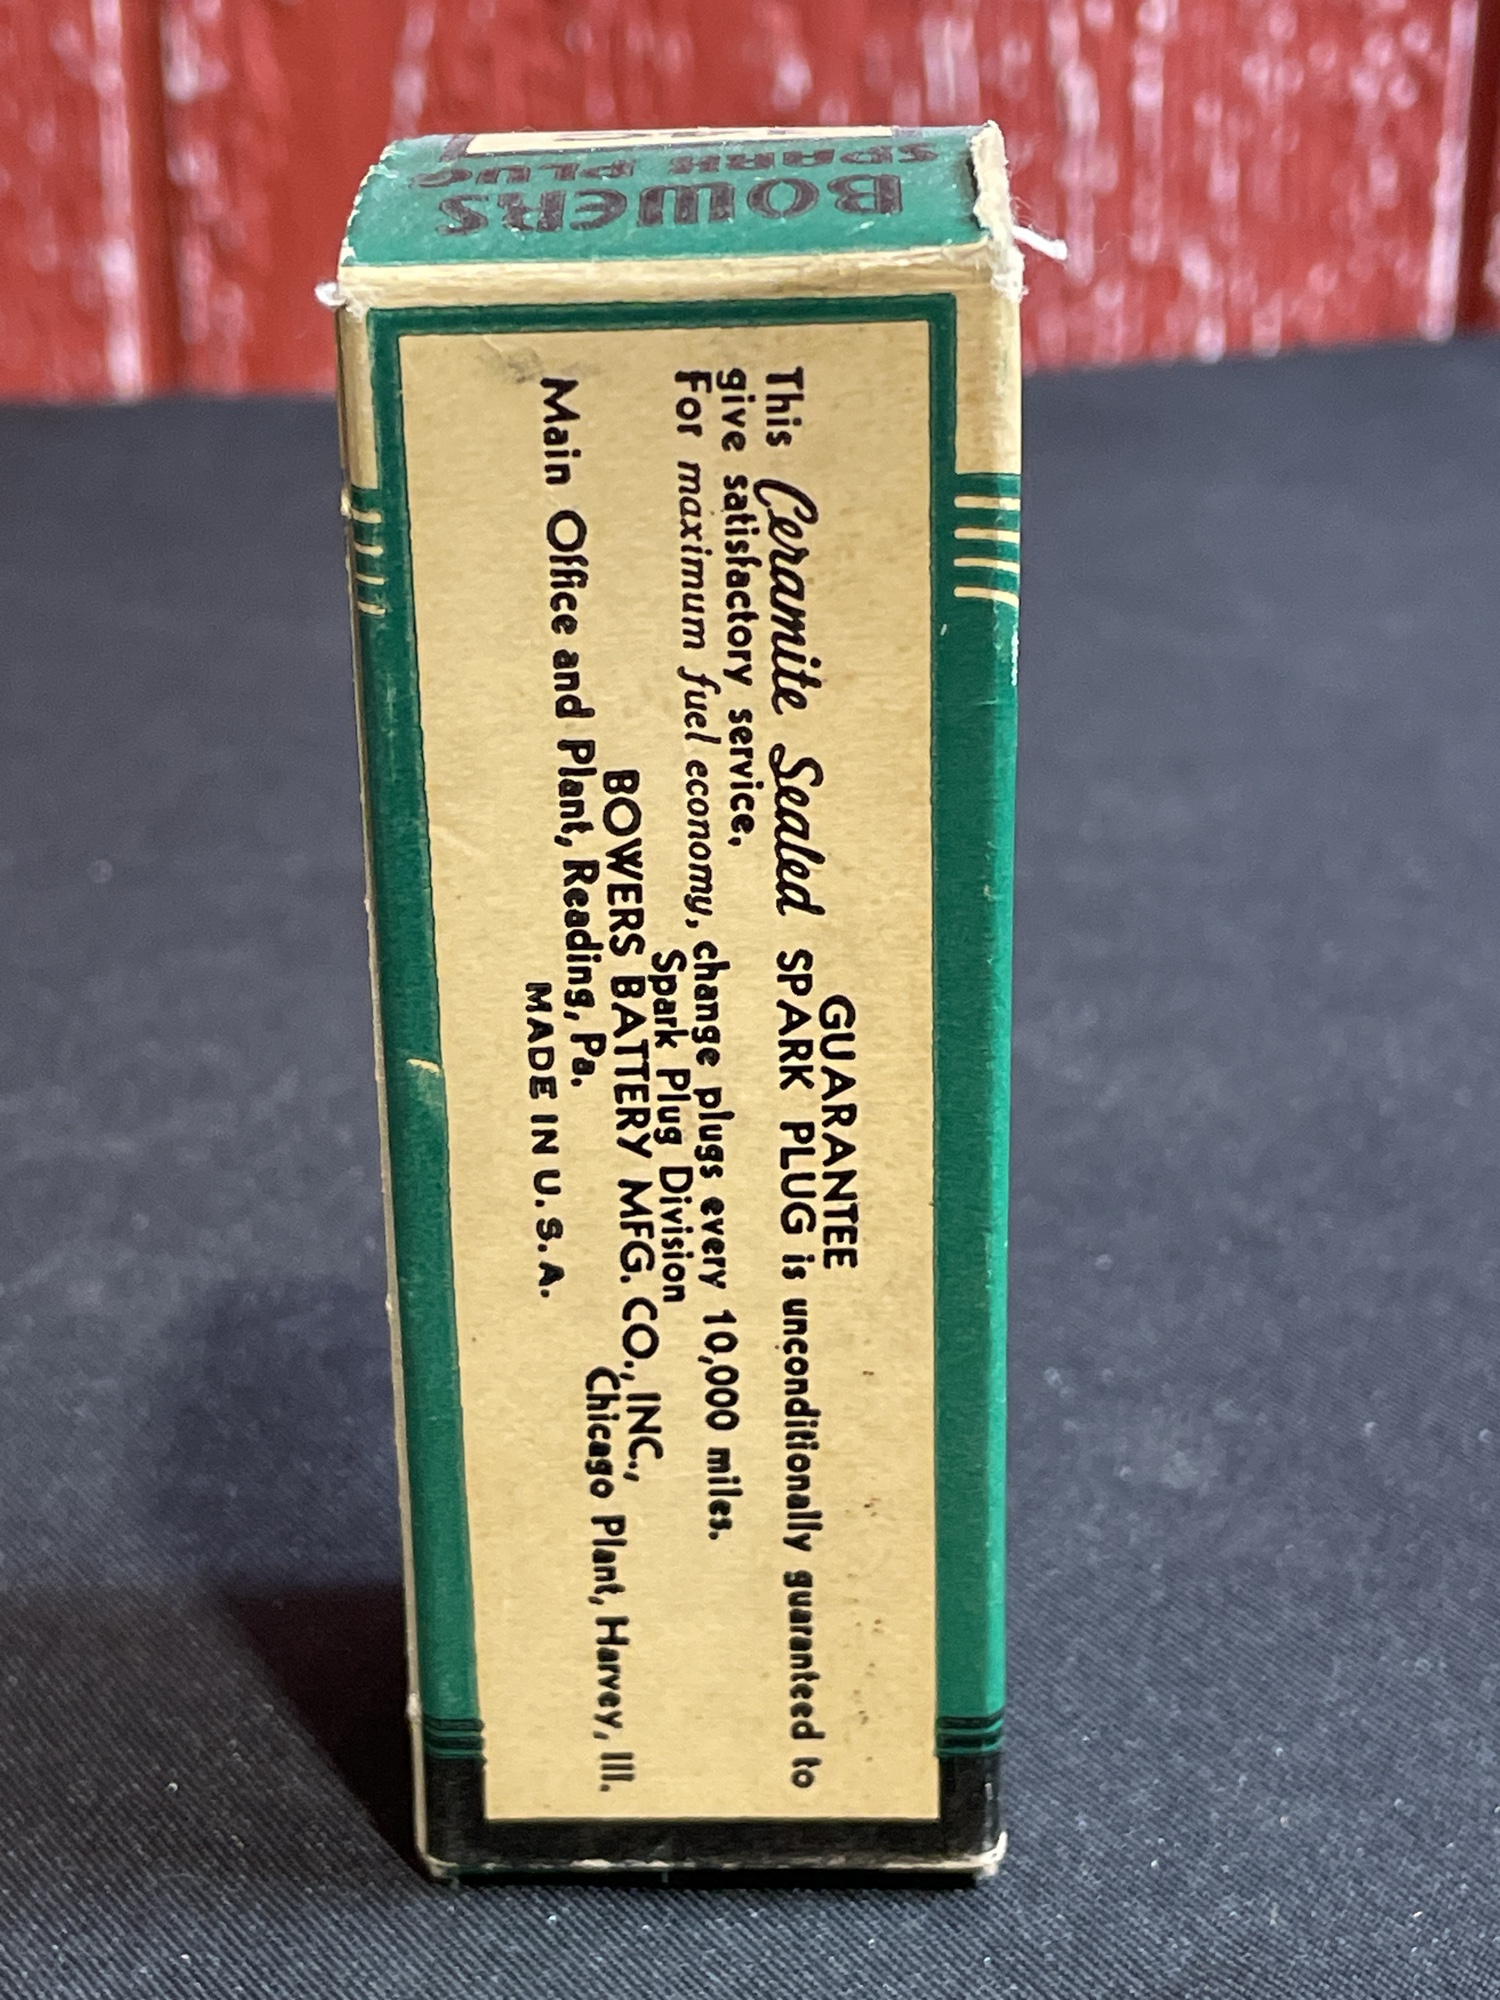 BOWERS
SPARK PLUG
GUARANTEE
This Ceramite Sealed SPARK PLUG is unconditionally guaranteed to
give satisfactory service.
For maximum fuel economy, change plugs every 10,000 miles.
Spark Plug Division
BOWERS BATTERY MFG. CO., INC.,
Main Office and Plant, Reading, Pa. Chicago Plant, Harvey, Ill.
MADE IN U. S. A.